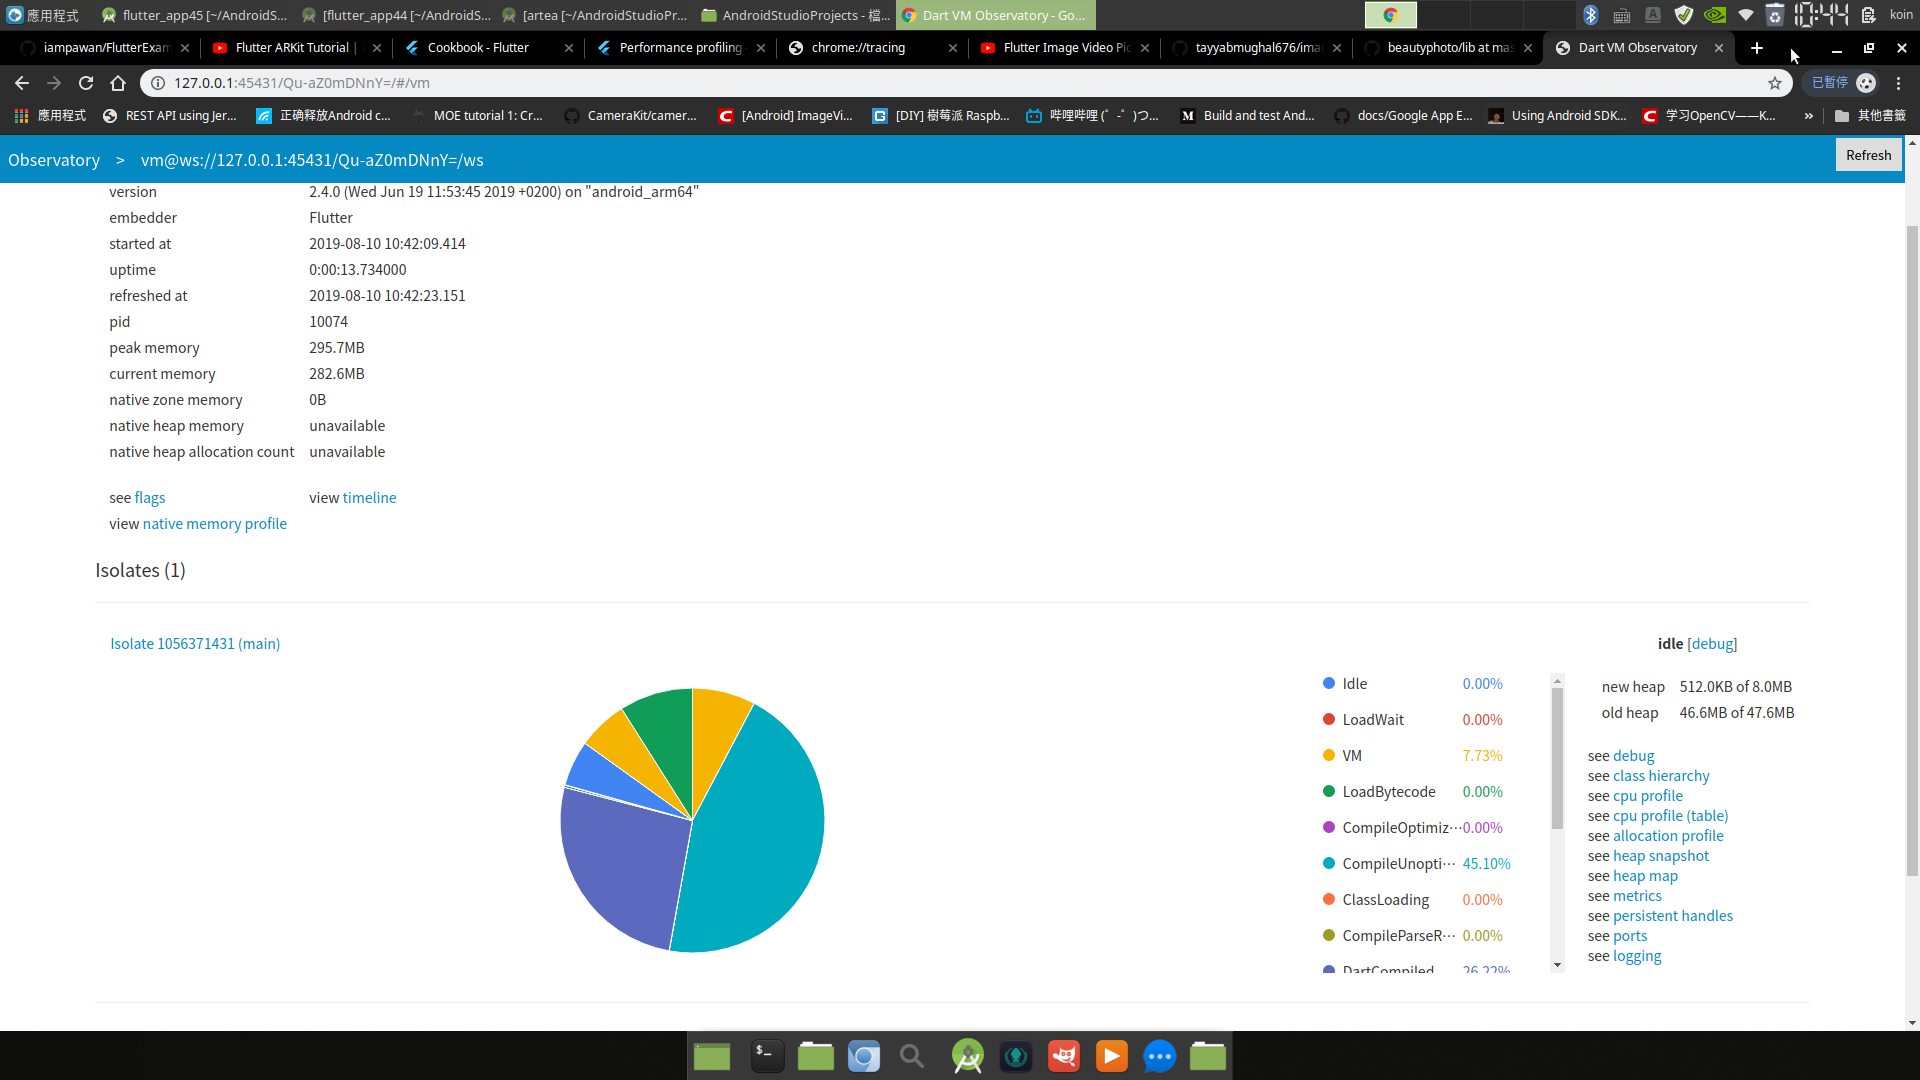 應用程式
flutter_app45 [~/AndroidS...
[flutter_app44 [~/AndroidS...
[artea [~/AndroidStudioPr...
AndroidStudioProjects - 檔...
Dart VM Observatory - Go...
10:44
koin
iampawan/FlutterExam
Flutter ARKit Tutorial |
Cookbook - Flutter
Performance profiling
chrome://tracing
Flutter Image Video Pic
tayyabmughal676/ima
beautyphoto/lib at mas
Dart VM Observatory
127.0.0.1:45431/Qu-aZ0mDNnY=/#/vm
已暫停
應用程式
REST API using Jer...
正确释放Android c...
MOE tutorial 1: Cr...
CameraKit/camer...
[Android] ImageVi...
[DIY] 樹莓派 Raspb...
哔哩哔哩 (゜-゜)つ...
Build and test And...
docs/Google App E...
Using Android SDK...
学习OpenCV——K...
»
其他書籤
Observatory > vm@ws://127.0.0.1:45431/Qu-aZ0mDNnY=/ws
Refresh
version 2.4.0 (Wed Jun 19 11:53:45 2019 +0200) on "android_arm64"
embedder Flutter
started at 2019-08-10 10:42:09.414
uptime 0:00:13.734000
refreshed at 2019-08-10 10:42:23.151
pid 10074
peak memory 295.7MB
current memory 282.6MB
native zone memory 0B
native heap memory unavailable
native heap allocation count unavailable
see flags view timeline
view native memory profile
Isolates (1)
Isolate 1056371431 (main)
idle [debug]
Idle 0.00%
LoadWait 0.00%
VM 7.73%
LoadBytecode 0.00%
CompileOptimiz⋯ 0.00%
CompileUnopti⋯ 45.10%
ClassLoading 0.00%
CompileParseR⋯ 0.00%
DartCompiled 26.22%
new heap 512.0KB of 8.0MB
old heap 46.6MB of 47.6MB
see debug
see class hierarchy
see cpu profile
see cpu profile (table)
see allocation profile
see heap snapshot
see heap map
see metrics
see persistent handles
see ports
see logging